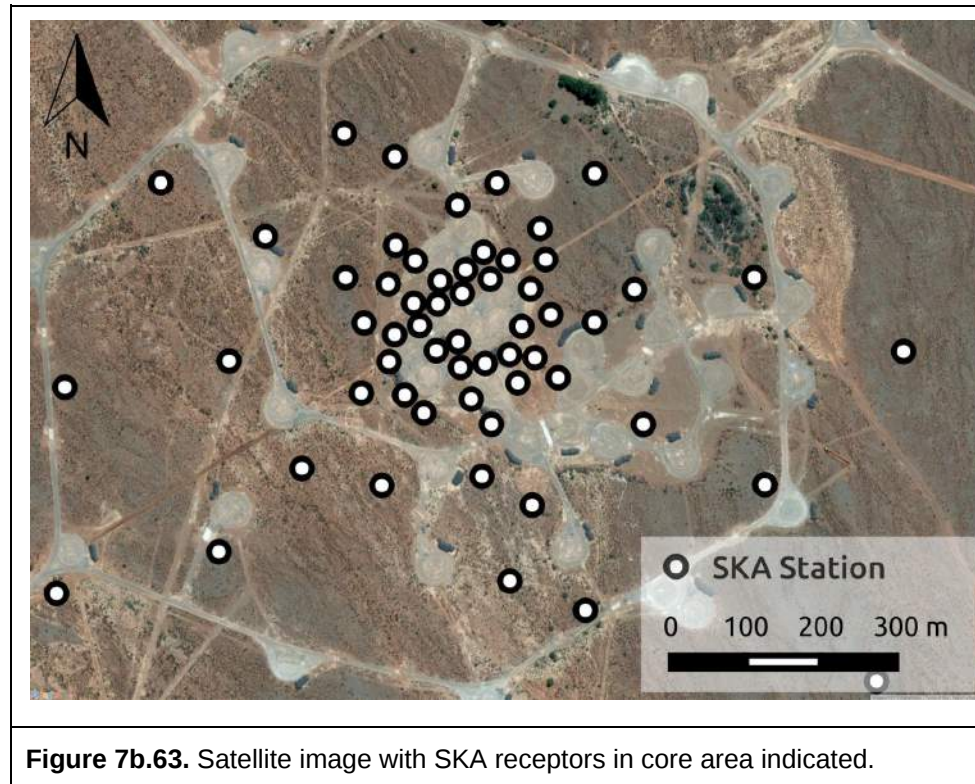 N
SKA Station
0 100 200 300 m
Figure 7b.63. Satellite image with SKA receptors in core area indicated.